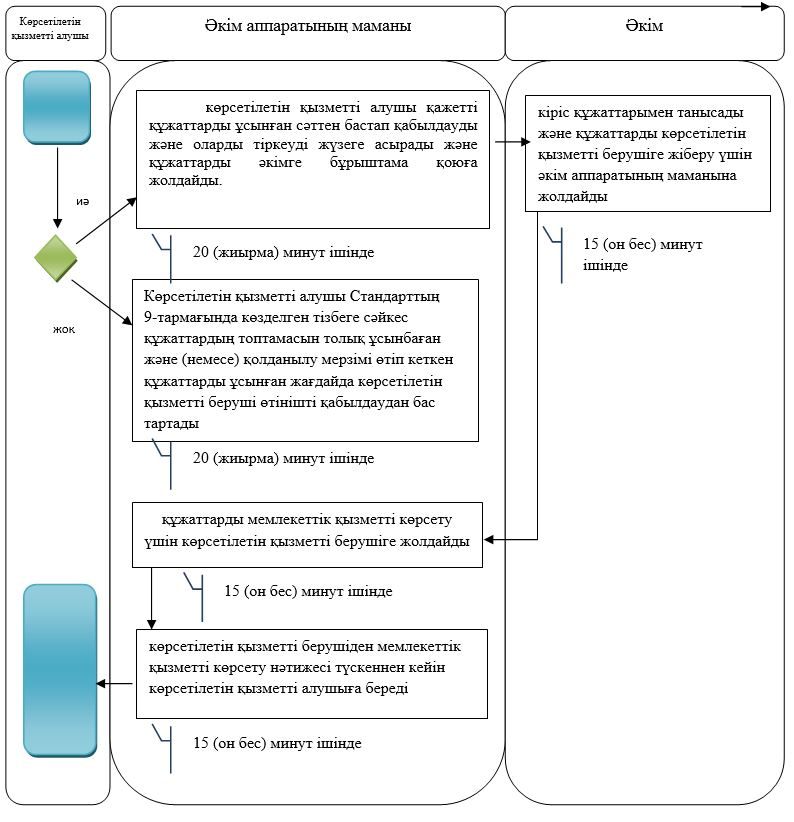 Көрсетілетін
қызметті алушы
Әкім аппаратының маманы
Әкім
көрсетілетін қызметті алушы қажетті
құжаттарды ұсынған сәттен бастап қабылдауды
және оларды тіркеуді жүзеге асырады және
құжаттарды әкімге бұрыштама қоюға
жолдайды.
кіріс құжаттарымен танысады
және құжаттарды көрсетілетін
қызметті берушіге жіберу үшін
әкім аппаратының маманына
жолдайды
иә
20 (жиырма) минут ішінде
15 (он бес) минут
ішінде
жоқ
Көрсетілетін қызметті алушы Стандарттың
9-тармағында көзделген тізбеге сәйкес
құжаттардың топтамасын толық ұсынбаған
және (немесе) қолданылу мерзімі өтіп кеткен
құжаттарды ұсынған жағдайда көрсетілетін
қызметті беруші өтінішті қабылдаудан бас
тартады
20 (жиырма) минут ішінде
құжаттарды мемлекеттік қызметті көрсету
үшін көрсетілетін қызметті берушіге жолдайды
15 (он бес) минут ішінде
көрсетілетін қызметті берушіден мемлекеттік
қызметті көрсету нәтижесі түскеннен кейін
көрсетілетін қызметті алушыға береді
15 (он бес) минут ішінде